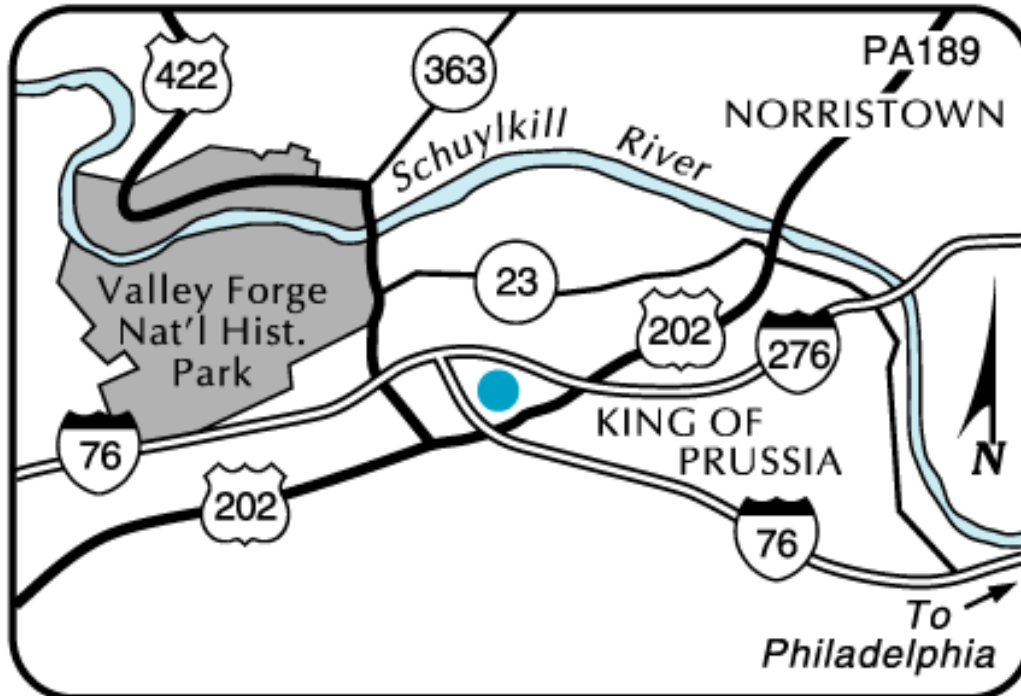 422
363
PA189
NORRISTOWN
Schuylkill River
23
Valley Forge
Nat'l Hist.
Park
202
276
KING OF
PRUSSIA
76
202
76
To
Philadelphia
N